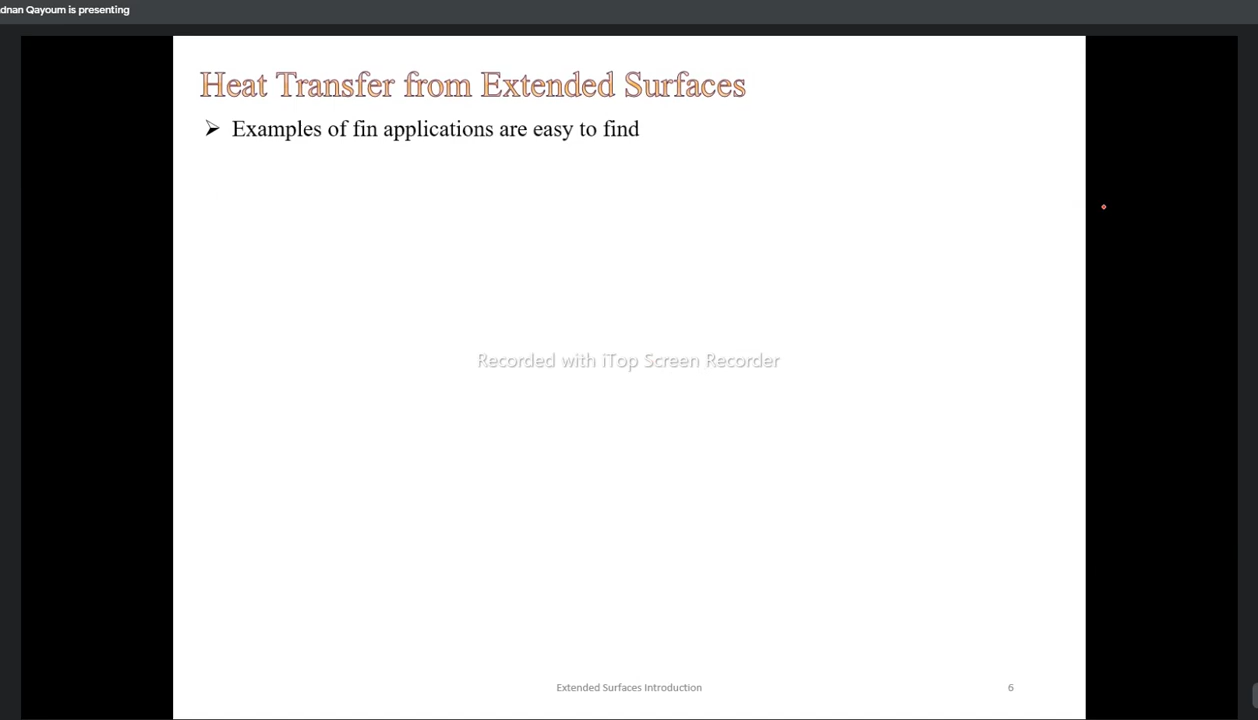 dnan Qayoum is presenting
Heat Transfer from Extended Surfaces
➢ Examples of fin applications are easy to find
Recorded with iTop Screen Recorder
Extended Surfaces Introduction
6